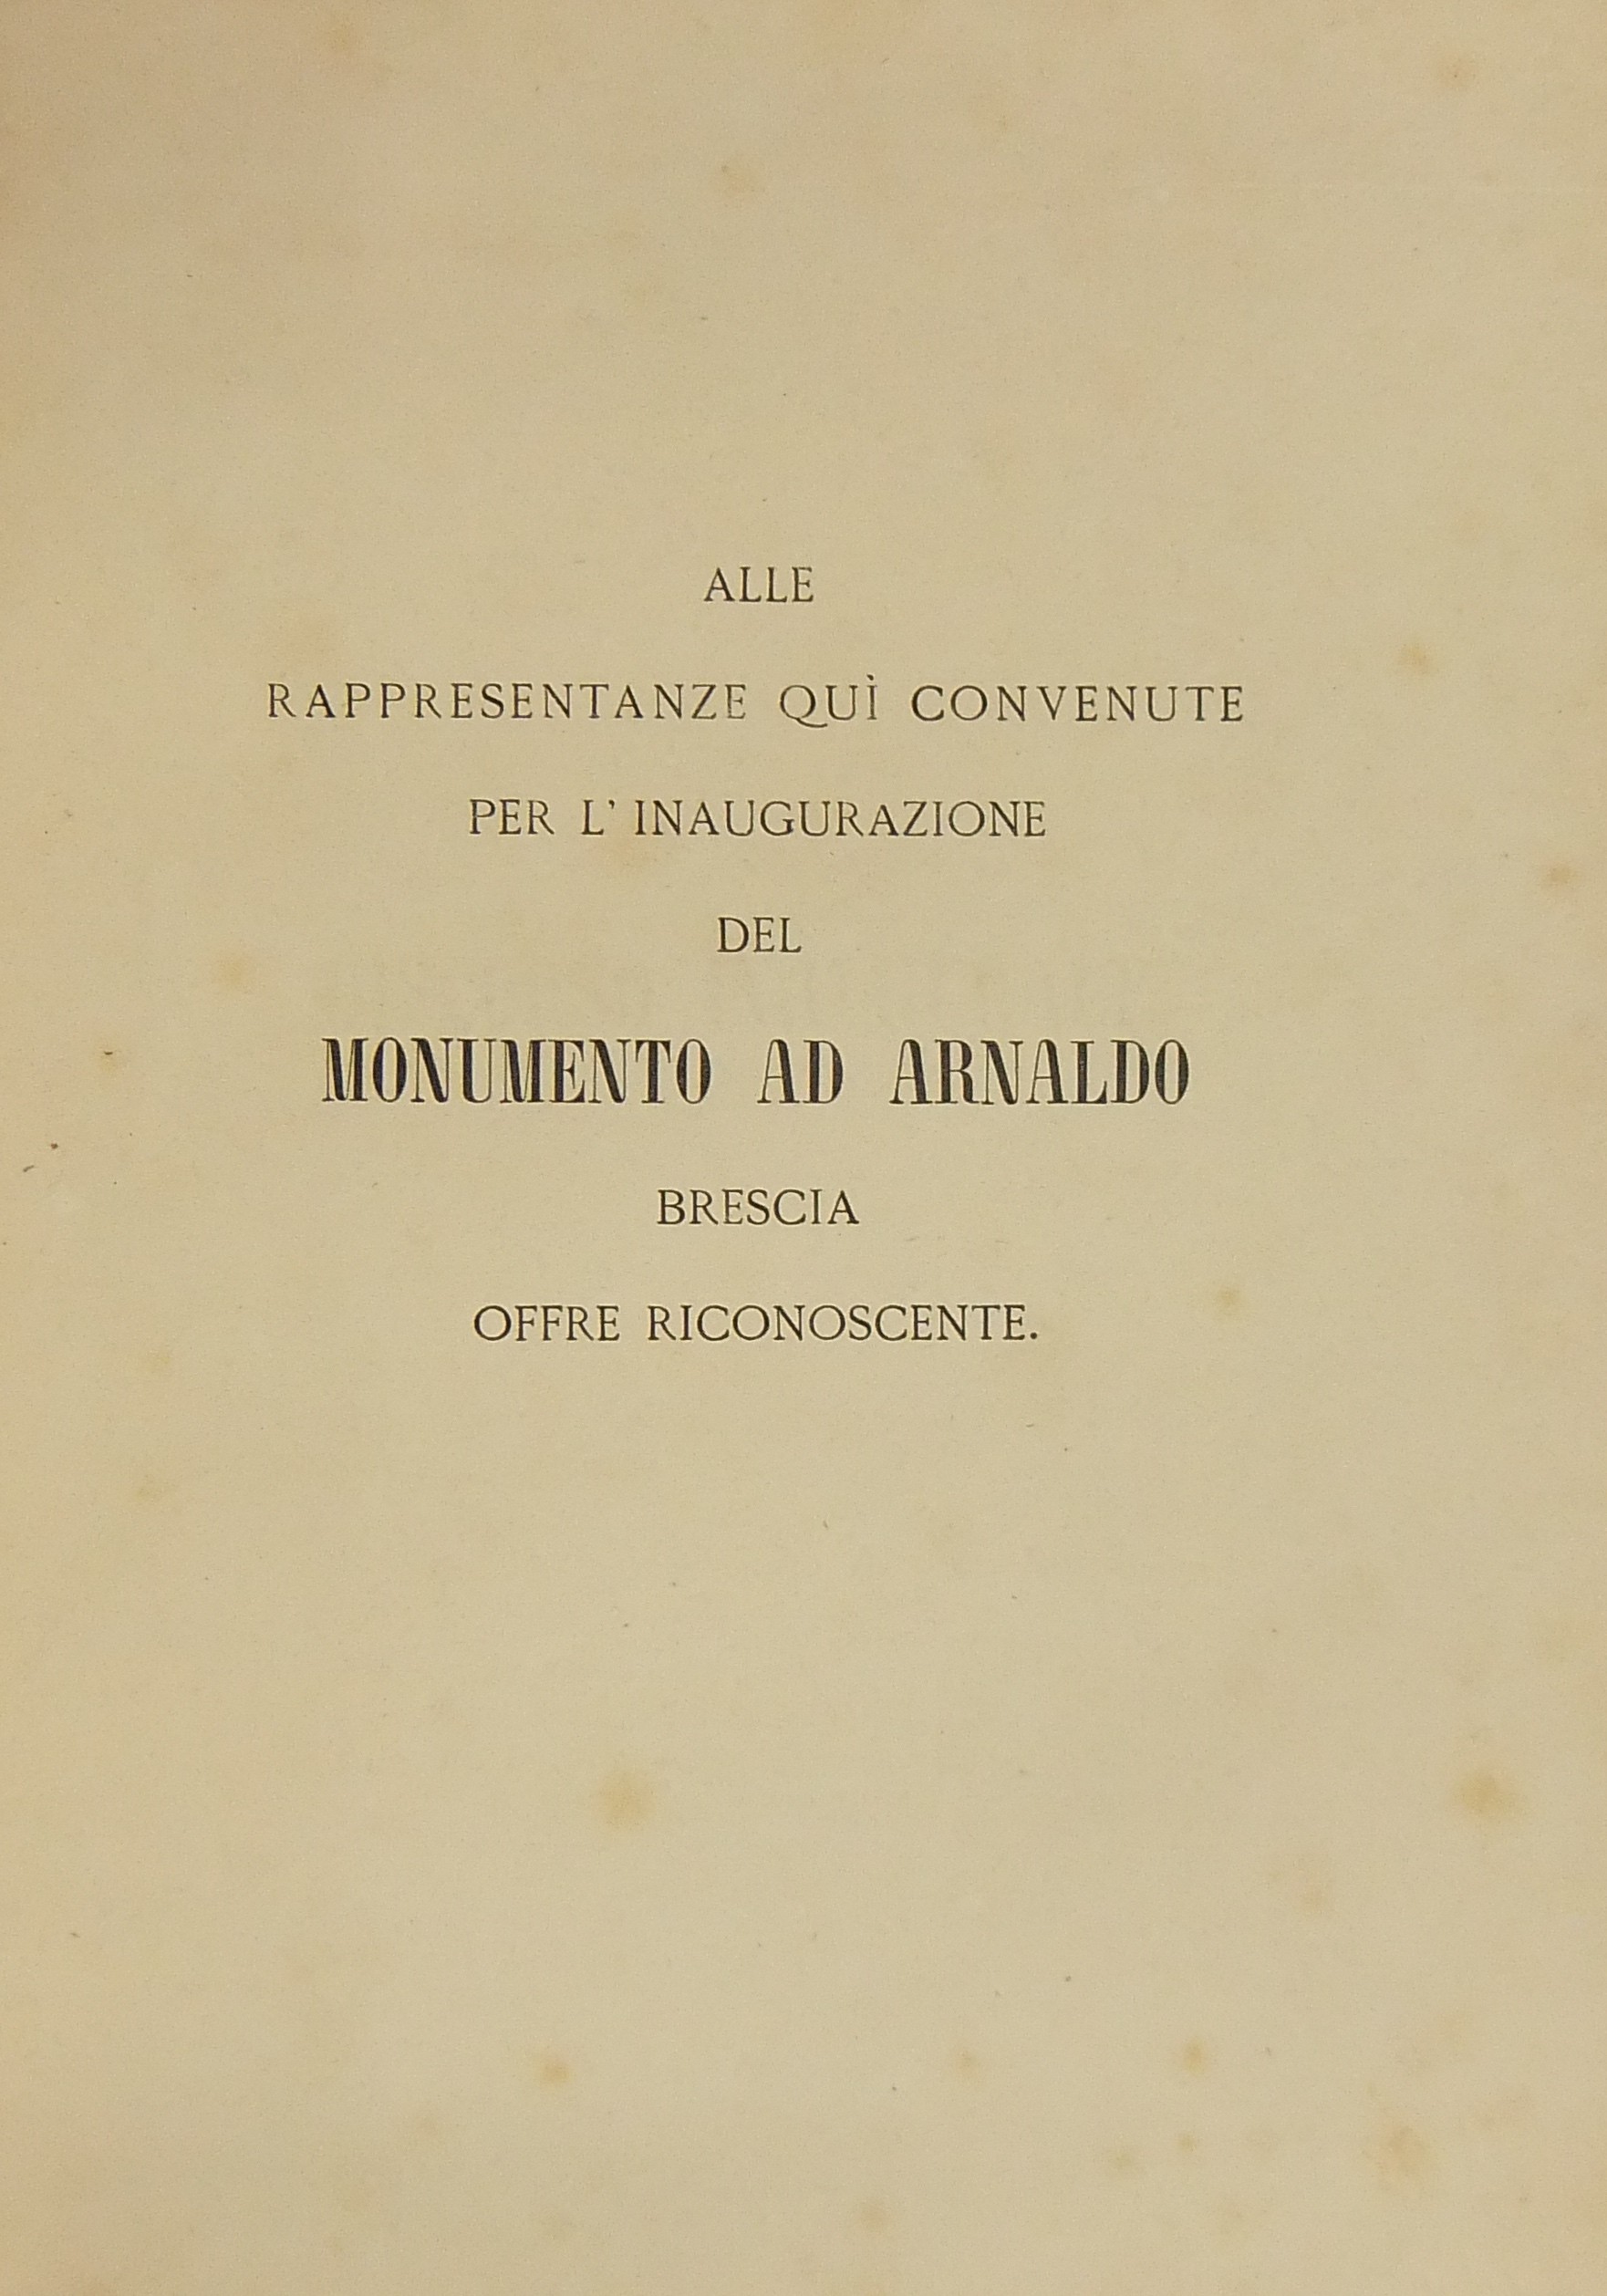 ALLE
RAPPRESENTANZE QUÌ CONVENUTE
PER L' INAUGURAZIONE
DEL
MONUMENTO AD ARNALDO
BRESCIA
OFFRE RICONOSCENTE.